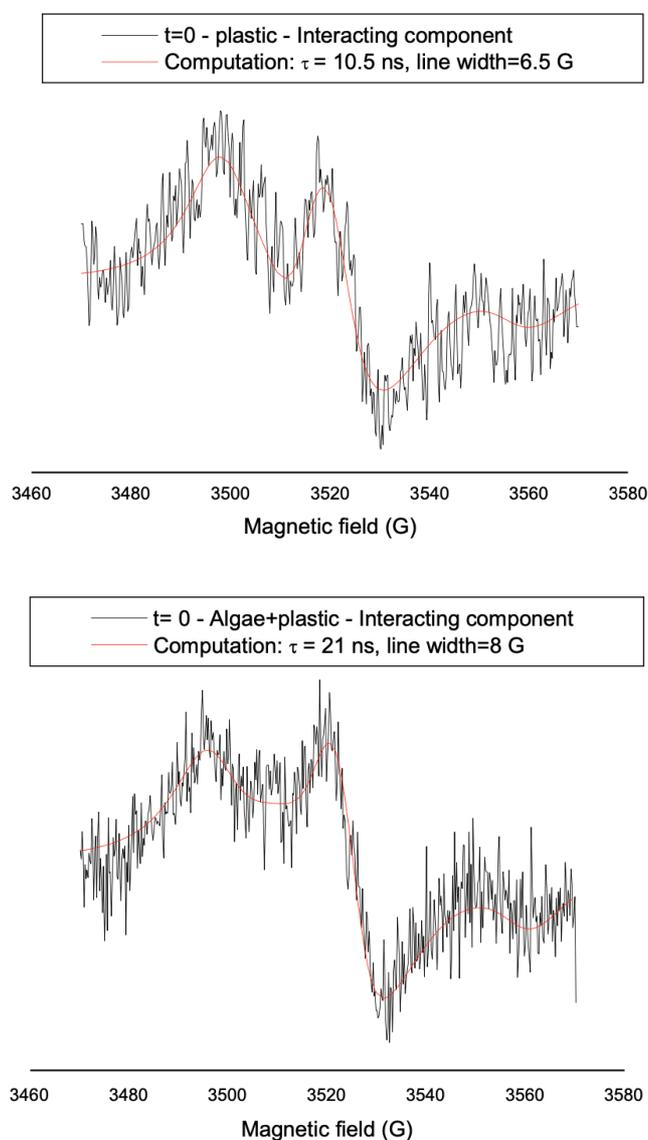 t=0 - plastic - Interacting component
Computation: τ = 10.5 ns, line width=6.5 G
3460 3480 3500 3520 3540 3560 3580
Magnetic field (G)
t= 0 - Algae+plastic - Interacting component
Computation: τ = 21 ns, line width=8 G
3460 3480 3500 3520 3540 3560 3580
Magnetic field (G)